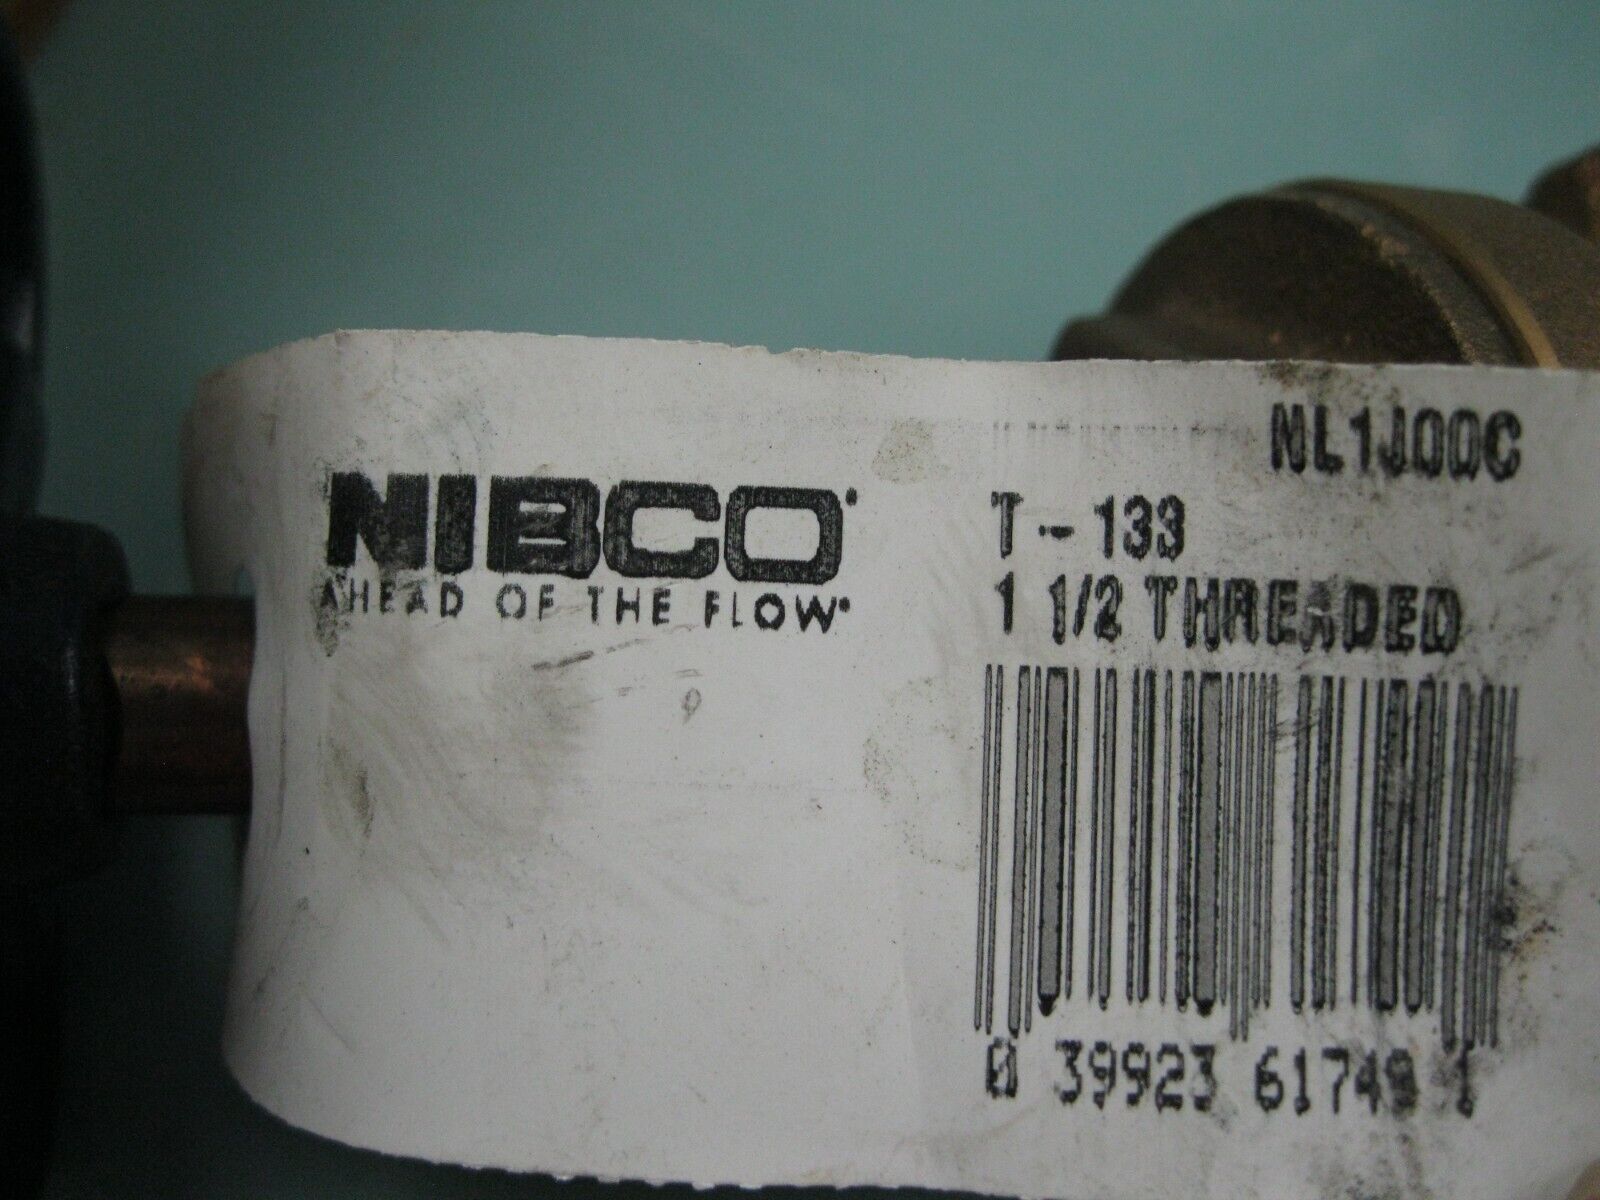 NIBCO®
AHEAD OF THE FLOW®
NL1J00C
T - 133
1 1/2 THREADED
0 39923 61749 1